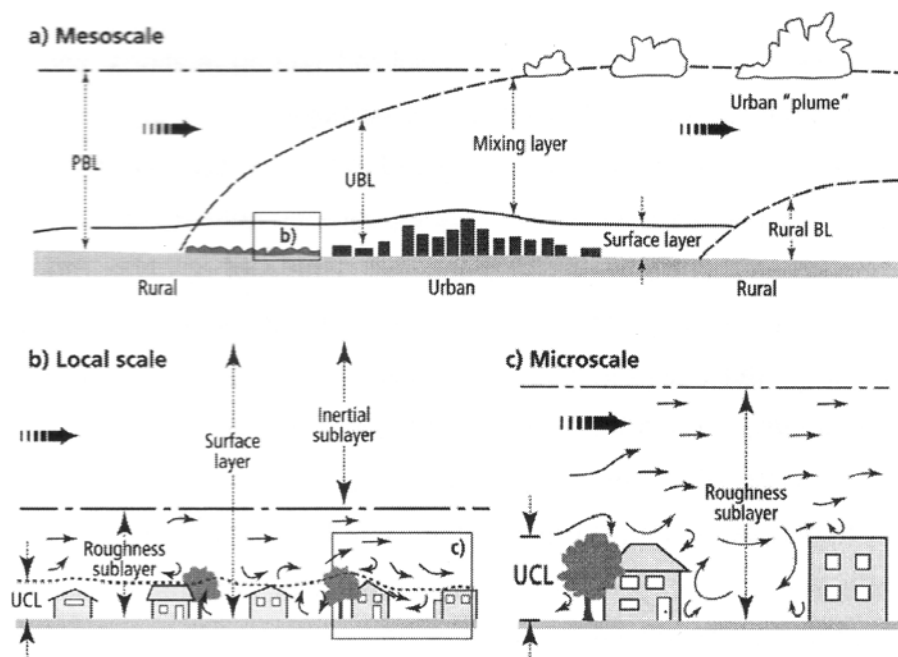 a) Mesoscale
Urban "plume"
PBL
UBL
Mixing layer
b)
Surface layer
Rural BL
Rural
Urban
Rural
b) Local scale
Surface
layer
Inertial
sublayer
Roughness
sublayer
UCL
c)
c) Microscale
Roughness
sublayer
UCL